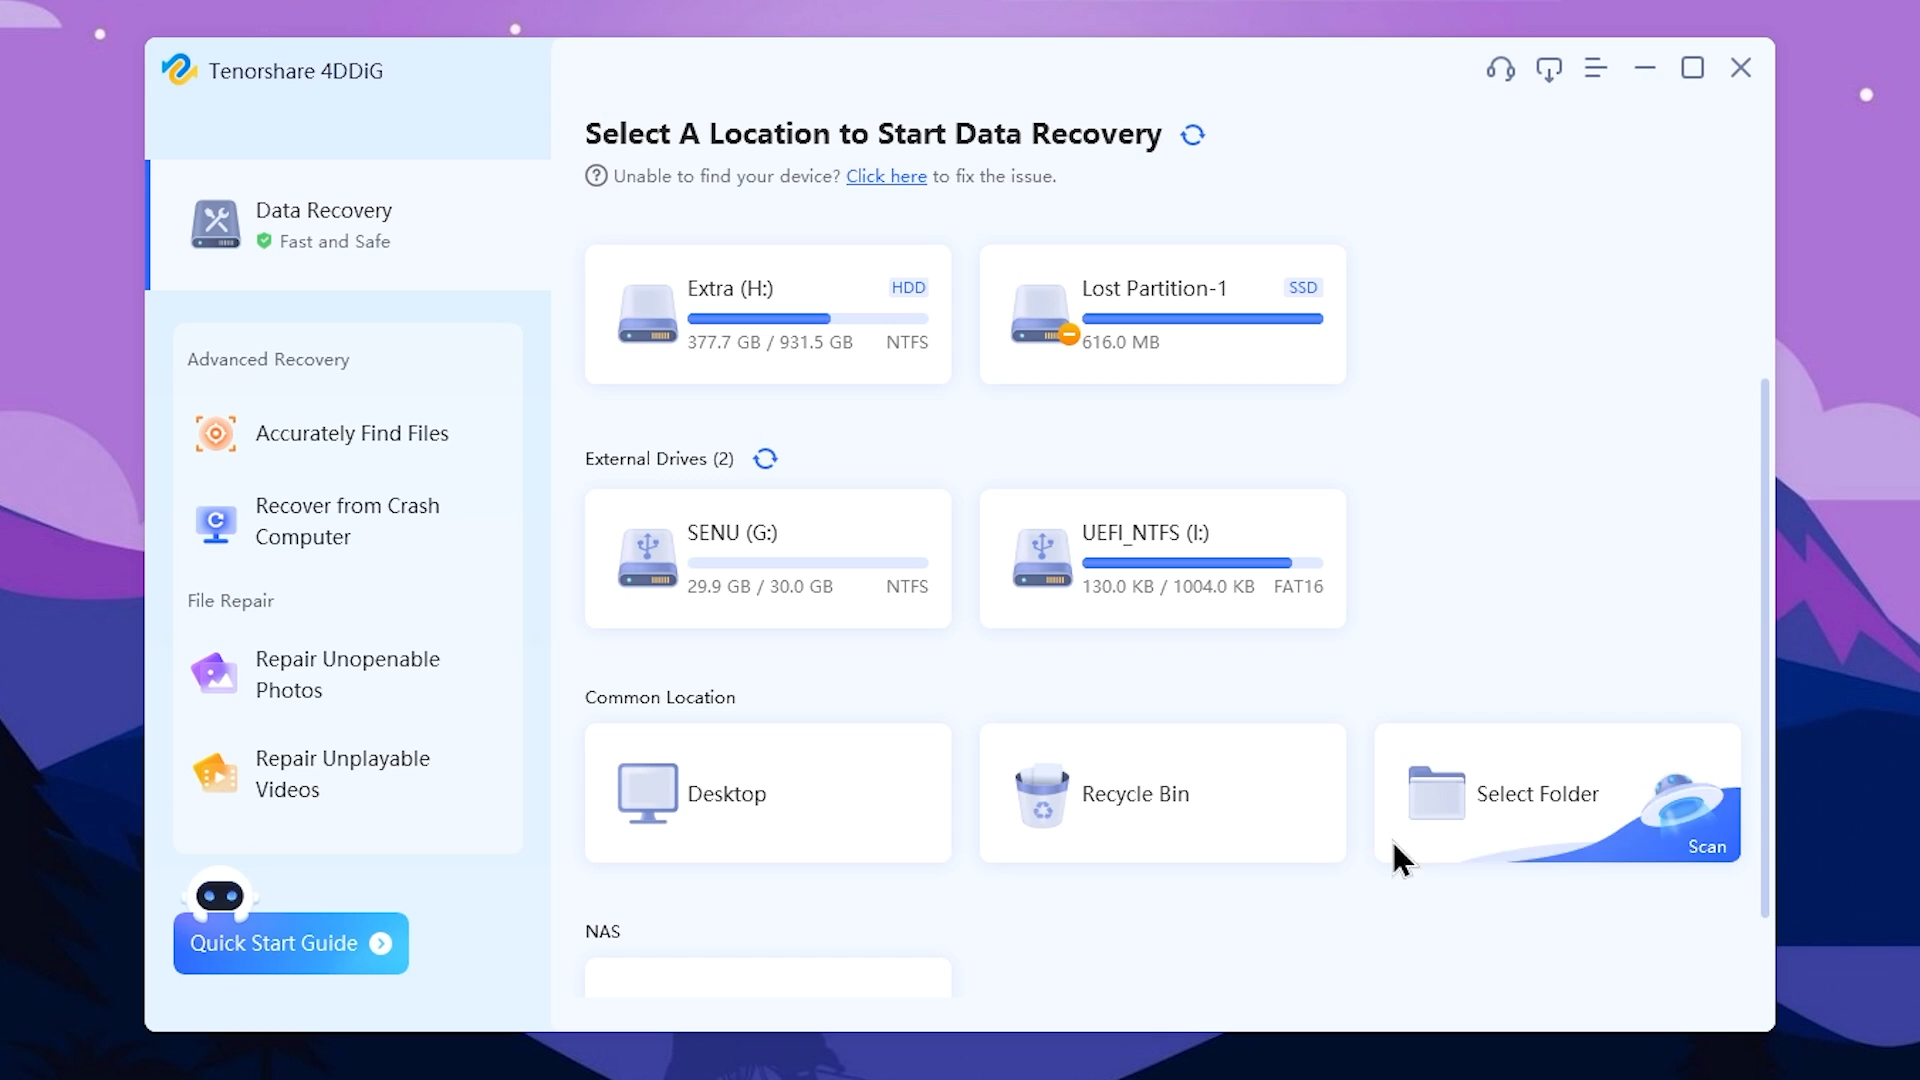 Tenorshare 4DDiG
Data Recovery
Fast and Safe
Advanced Recovery
Accurately Find Files
Recover from Crash
Computer
File Repair
Repair Unopenable
Photos
Repair Unplayable
Videos
Quick Start Guide
Select A Location to Start Data Recovery
Unable to find your device? Click here to fix the issue.
Extra (H:) HDD
377.7 GB / 931.5 GB NTFS
Lost Partition-1 SSD
616.0 MB
External Drives (2)
SENU (G:)
29.9 GB / 30.0 GB NTFS
UEFI_NTFS (I:)
130.0 KB / 1004.0 KB FAT16
Common Location
Desktop
Recycle Bin
Select Folder
Scan
NAS